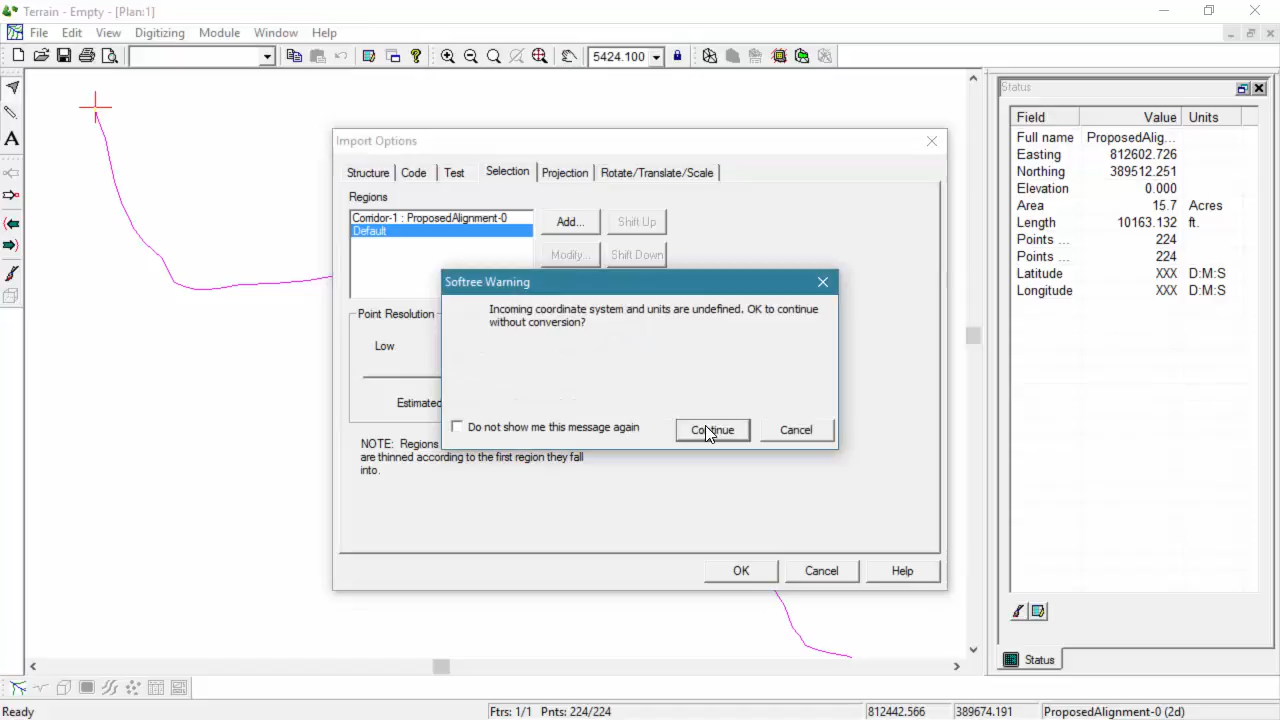 Terrain - Empty - [Plan:1]
File Edit View Digitizing Module Window Help
5424.100
A
Import Options
Structure Code Test Selection Projection Rotate/Translate/Scale
Regions
Corridor-1 : ProposedAlignment-0
Default
Add... Shift Up
Modify... Shift Down
Point Resolution
Low
Estimated
NOTE: Regions
are thinned according to the first region they fall
into.
OK Cancel Help
Softree Warning
Incoming coordinate system and units are undefined. OK to continue
without conversion?
Do not show me this message again
Continue Cancel
Status
Field Value Units
Full name ProposedAlig...
Easting 812602.726
Northing 389512.251
Elevation 0.000
Area 15.7 Acres
Length 10163.132 ft.
Points ... 224
Points ... 224
Latitude XXX D:M:S
Longitude XXX D:M:S
Status
Ready Ftrs: 1/1 Pnts: 224/224 812442.566 389674.191 ProposedAlignment-0 (2d)